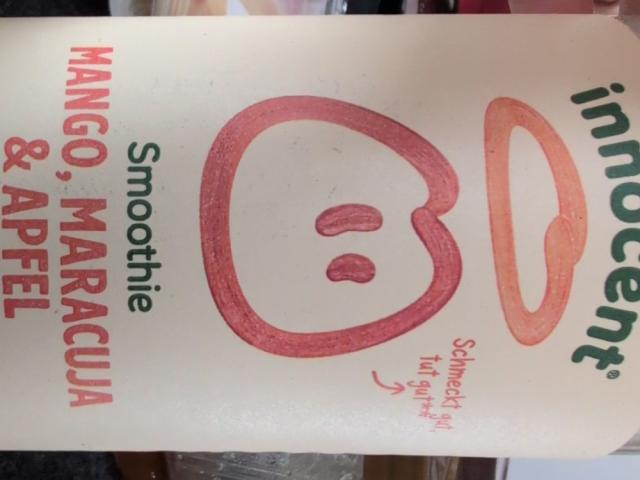 innocent®
Schmeckt gut,
tut gut**
Smoothie
MANGO, MARACUJA
& APFEL